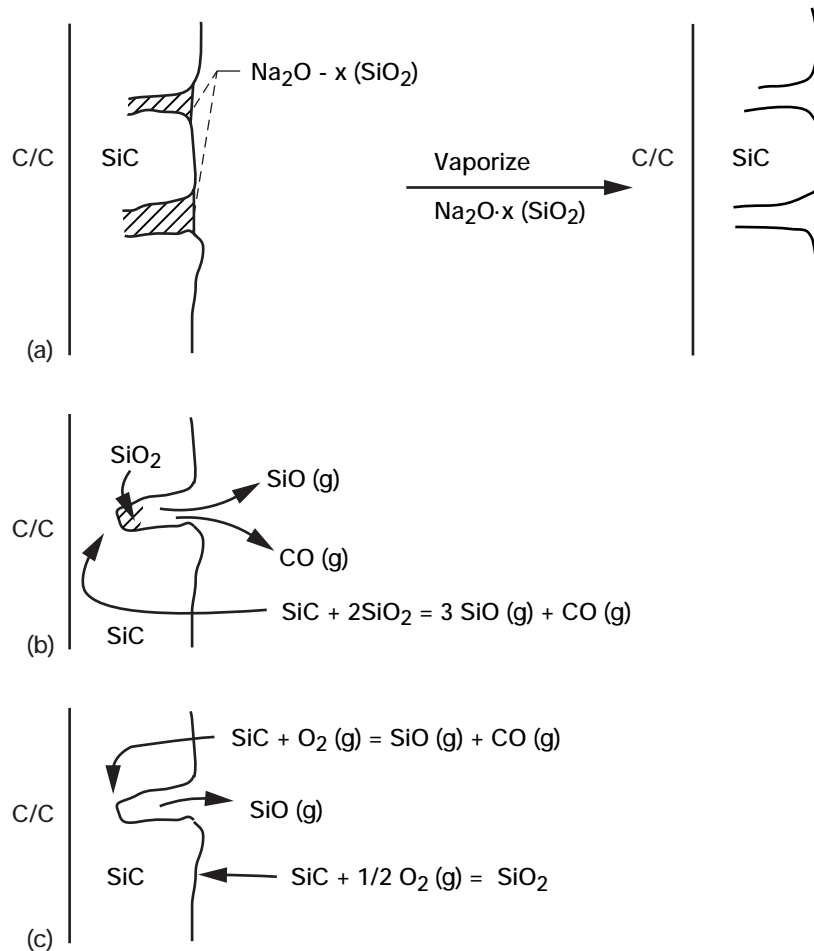 Na₂O - x (SiO₂)
C/C
SiC
Vaporize
Na₂O·x (SiO₂)
C/C
SiC
(a)
SiO₂
SiO (g)
C/C
CO (g)
SiC + 2SiO₂ = 3 SiO (g) + CO (g)
SiC
(b)
SiC + O₂ (g) = SiO (g) + CO (g)
C/C
SiO (g)
SiC
SiC + 1/2 O₂ (g) = SiO₂
(c)